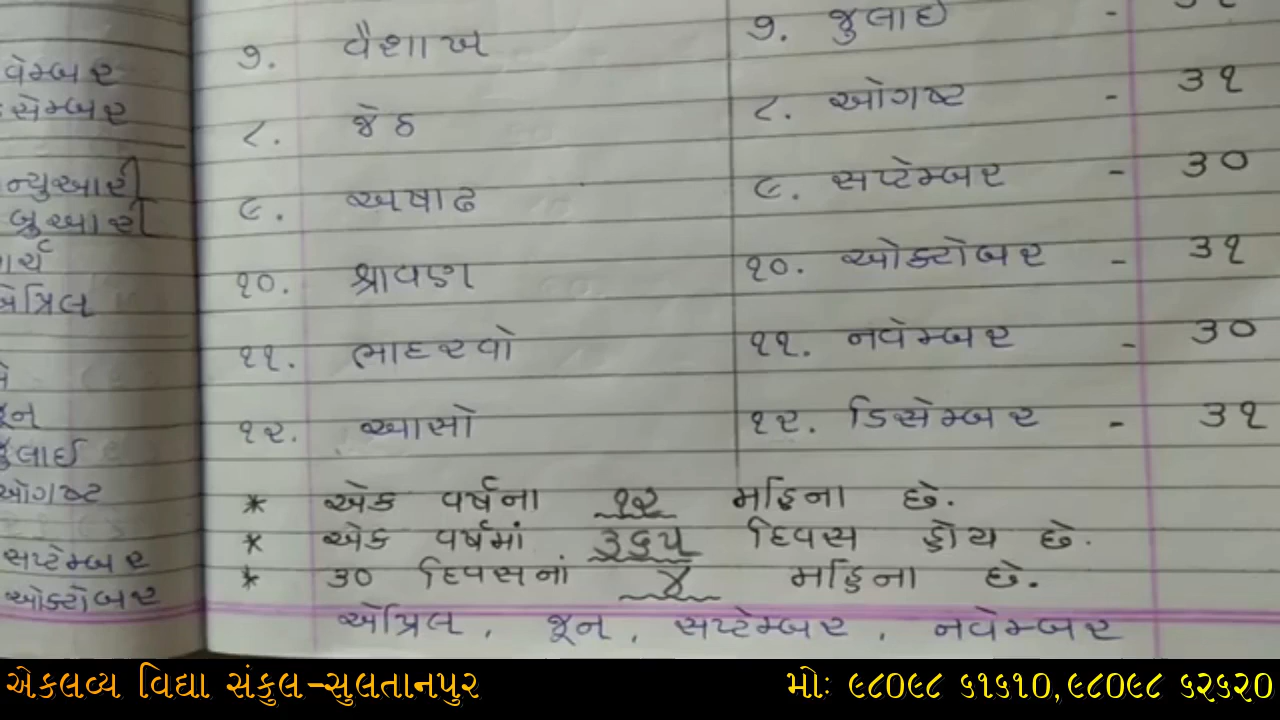 વેમ્બર
સેમ્બર
ન્યુઆરી
બ્રુઆરી
ર્ચ
એપ્રિલ
મે
જૂન
જુલાઈ
ઓગષ્ટ
સપ્ટેમ્બર
ઓક્ટોબર
૭. વૈશાખ ૭. જુલાઈ - ૩૧
૮. જેઠ ૮. ઓગષ્ટ - ૩૧
૯. અષાઢ ૯. સપ્ટેમ્બર - ૩૦
૧૦. શ્રાવણ ૧૦. ઓક્ટોબર - ૩૧
૧૧. ભાદરવો ૧૧. નવેમ્બર - ૩૦
૧૨. આસો ૧૨. ડિસેમ્બર - ૩૧
* એક વર્ષના ૧૨ મહિના છે.
* એક વર્ષમાં ૩૬૫ દિવસ હોય છે.
* ૩૦ દિવસનાં ૪ મહિના છે.
એપ્રિલ, જૂન, સપ્ટેમ્બર, નવેમ્બર
એકલવ્ય વિદ્યા સંકુલ-સુલતાનપુર મોઃ ૯૮૦૯૮ ૬૧૬૧૦,૯૮૦૯૮ ૬૨૬૨૦